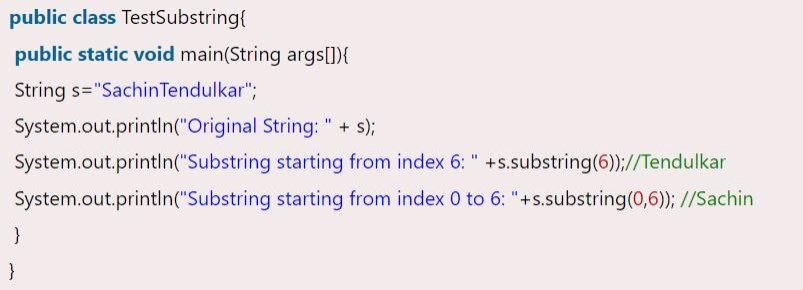 public class TestSubstring{
public static void main(String args[]){
String s="SachinTendulkar";
System.out.println("Original String: " + s);
System.out.println("Substring starting from index 6: " +s.substring(6));//Tendulkar
System.out.println("Substring starting from index 0 to 6: "+s.substring(0,6)); //Sachin
}
}